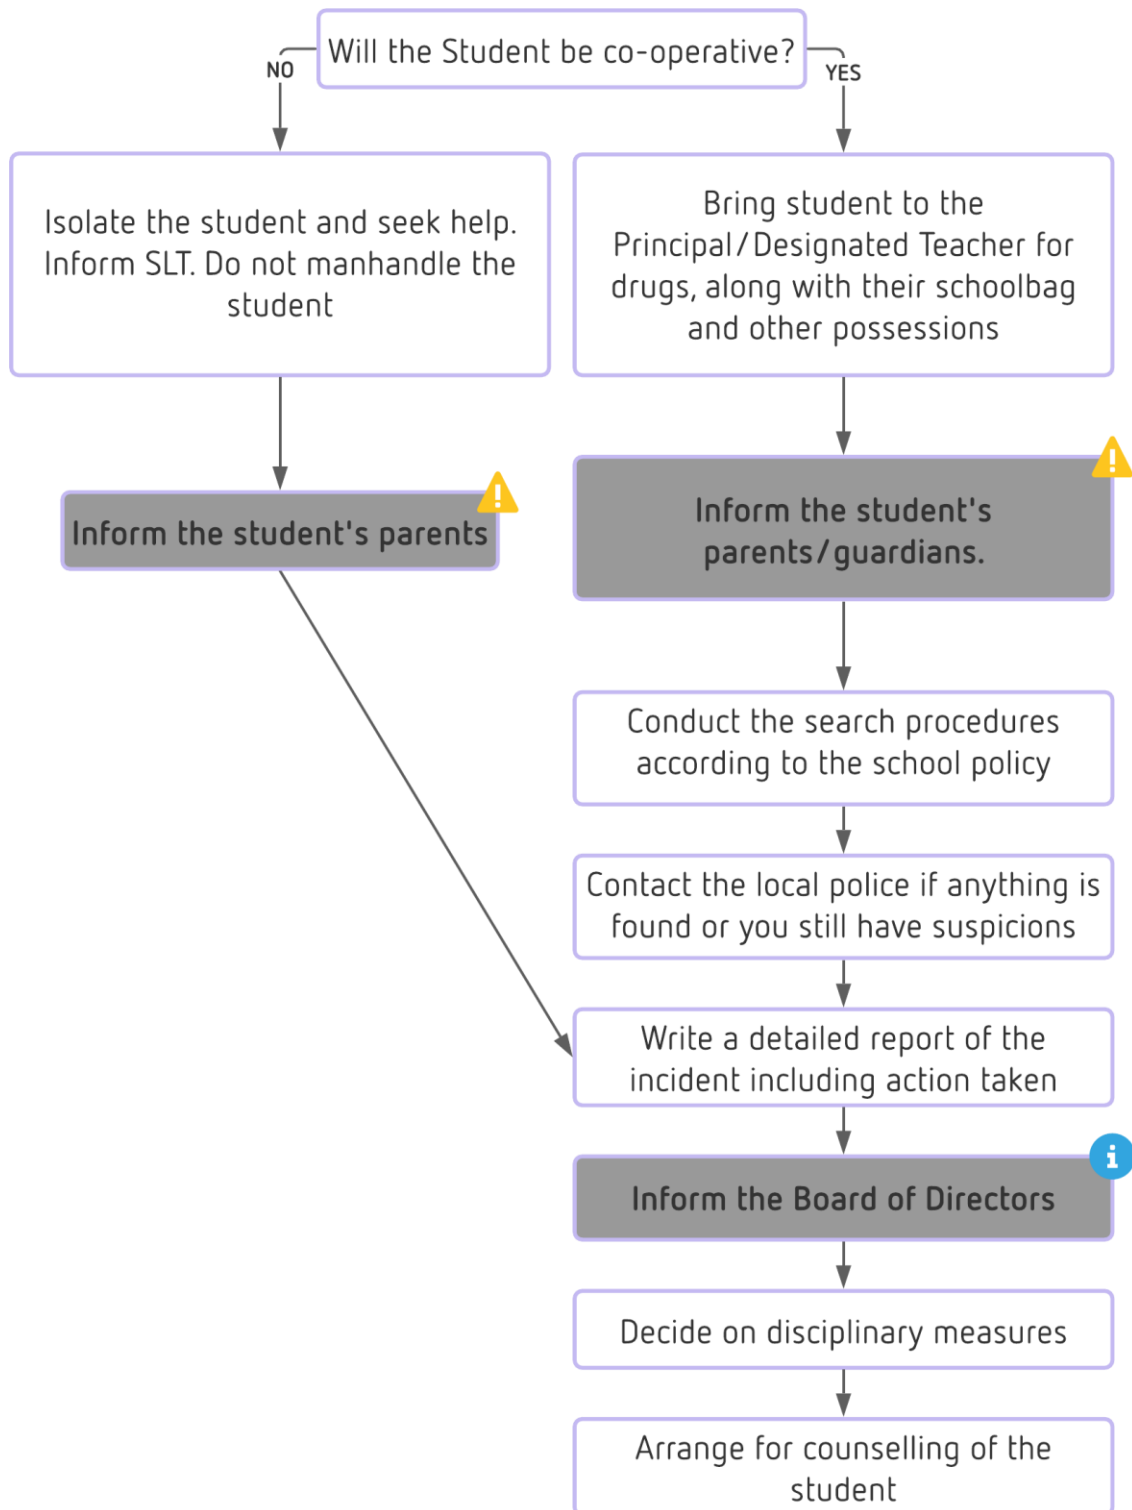 Will the Student be co-operative?
NO
YES
Isolate the student and seek help.
Inform SLT. Do not manhandle the
student
Bring student to the
Principal/Designated Teacher for
drugs, along with their schoolbag
and other possessions
Inform the student's parents
Inform the student's
parents/guardians.
Conduct the search procedures
according to the school policy
Contact the local police if anything is
found or you still have suspicions
Write a detailed report of the
incident including action taken
Inform the Board of Directors
Decide on disciplinary measures
Arrange for counselling of the
student